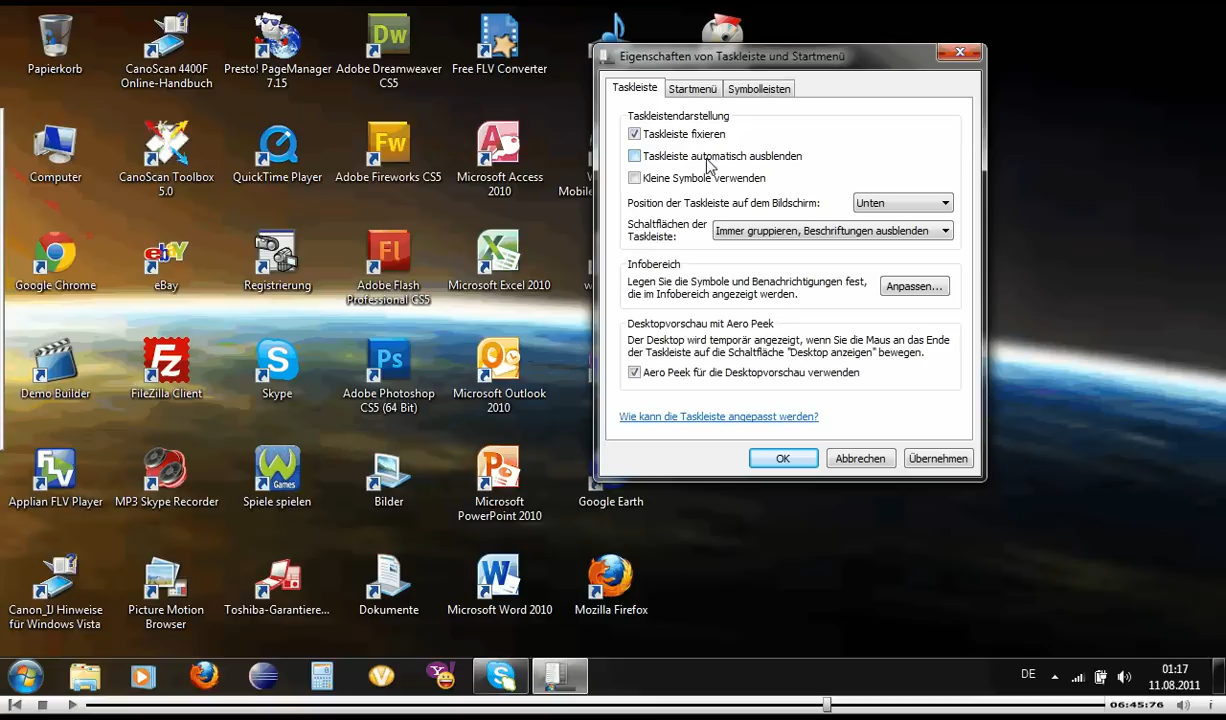 Papierkorb
CanoScan 4400F
Online-Handbuch
Presto! PageManager
7.15
Adobe Dreamweaver
CS5
Free FLV Converter
Computer
CanoScan Toolbox
5.0
QuickTime Player
Adobe Fireworks CS5
Microsoft Access
2010
Mobile
Google Chrome
eBay
Registrierung
Adobe Flash
Professional CS5
Microsoft Excel 2010
Demo Builder
FileZilla Client
Skype
Adobe Photoshop
CS5 (64 Bit)
Microsoft Outlook
2010
Applian FLV Player
MP3 Skype Recorder
Spiele spielen
Bilder
Microsoft
PowerPoint 2010
Google Earth
Canon_IJ Hinweise
für Windows Vista
Picture Motion
Browser
Toshiba-Garantiere...
Dokumente
Microsoft Word 2010
Mozilla Firefox
Eigenschaften von Taskleiste und Startmenü
Taskleiste
Startmenü
Symbolleisten
Taskleistendarstellung
Taskleiste fixieren
Taskleiste automatisch ausblenden
Kleine Symbole verwenden
Position der Taskleiste auf dem Bildschirm:
Unten
Schaltflächen der
Taskleiste:
Immer gruppieren, Beschriftungen ausblenden
Infobereich
Legen Sie die Symbole und Benachrichtigungen fest,
die im Infobereich angezeigt werden.
Anpassen...
Desktopvorschau mit Aero Peek
Der Desktop wird temporär angezeigt, wenn Sie die Maus an das Ende
der Taskleiste auf die Schaltfläche "Desktop anzeigen" bewegen.
Aero Peek für die Desktopvorschau verwenden
Wie kann die Taskleiste angepasst werden?
OK
Abbrechen
Übernehmen
DE
01:17
11.08.2011
06:45:76